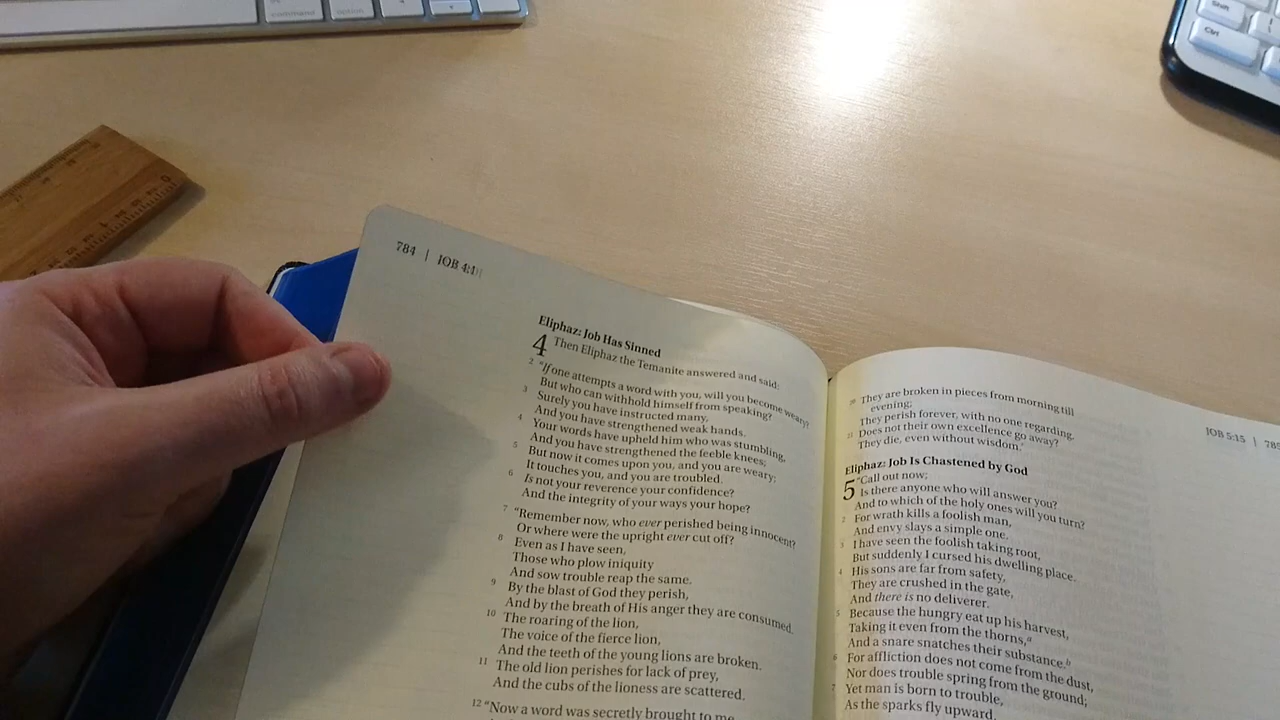 command
option
Shift
Ctrl
784 | JOB 4:1
Eliphaz: Job Has Sinned
4 Then Eliphaz the Temanite answered and said:
2 "If one attempts a word with you, will you become weary?
But who can withhold himself from speaking?
3 Surely you have instructed many,
And you have strengthened weak hands.
4 Your words have upheld him who was stumbling,
And you have strengthened the feeble knees;
5 But now it comes upon you, and you are weary;
It touches you, and you are troubled.
6 Is not your reverence your confidence?
And the integrity of your ways your hope?
7 "Remember now, who ever perished being innocent?
Or where were the upright ever cut off?
8 Even as I have seen,
Those who plow iniquity
And sow trouble reap the same.
9 By the blast of God they perish,
And by the breath of His anger they are consumed.
10 The roaring of the lion,
The voice of the fierce lion,
And the teeth of the young lions are broken.
11 The old lion perishes for lack of prey,
And the cubs of the lioness are scattered.
12 "Now a word was secretly brought to me,
JOB 5:15 | 785
20 They are broken in pieces from morning till
evening;
They perish forever, with no one regarding.
21 Does not their own excellence go away?
They die, even without wisdom.'
Eliphaz: Job Is Chastened by God
5 "Call out now;
Is there anyone who will answer you?
And to which of the holy ones will you turn?
2 For wrath kills a foolish man,
And envy slays a simple one.
3 I have seen the foolish taking root,
But suddenly I cursed his dwelling place.
4 His sons are far from safety,
They are crushed in the gate,
And there is no deliverer.
5 Because the hungry eat up his harvest,
Taking it even from the thorns,a
And a snare snatches their substance.b
6 For affliction does not come from the dust,
Nor does trouble spring from the ground;
7 Yet man is born to trouble,
As the sparks fly upward.